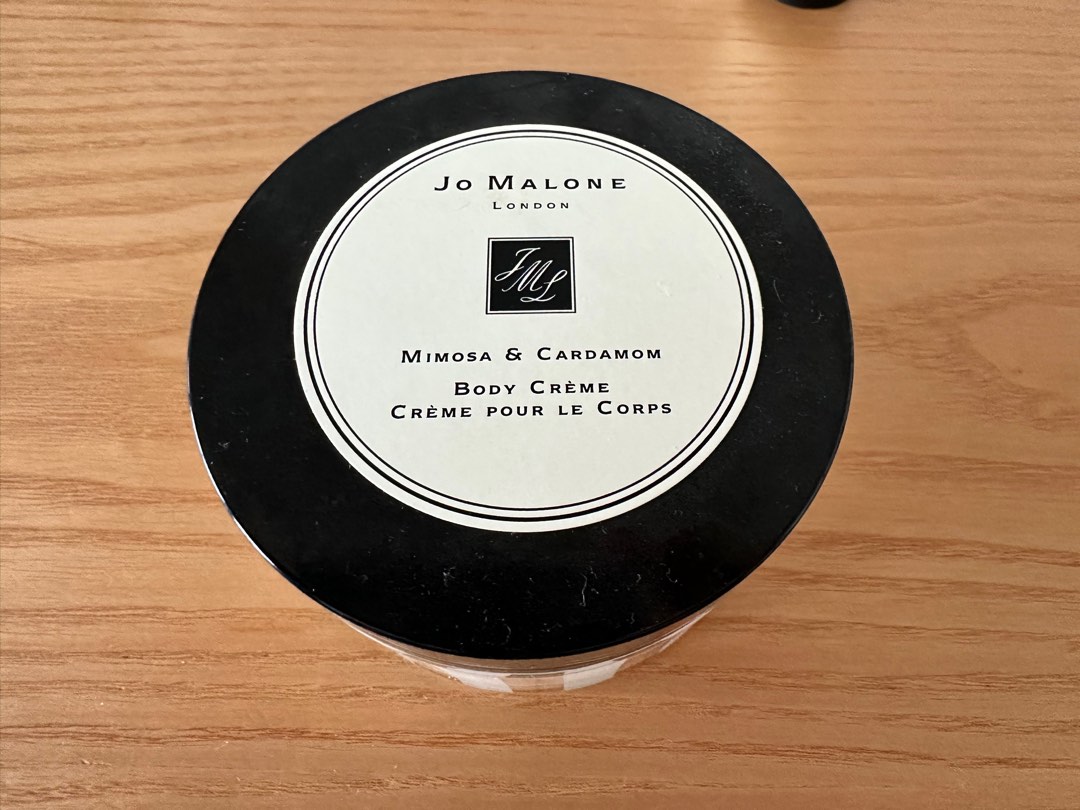 Jo Malone
London
JML
Mimosa & Cardamom
Body Crème
Crème pour le Corps